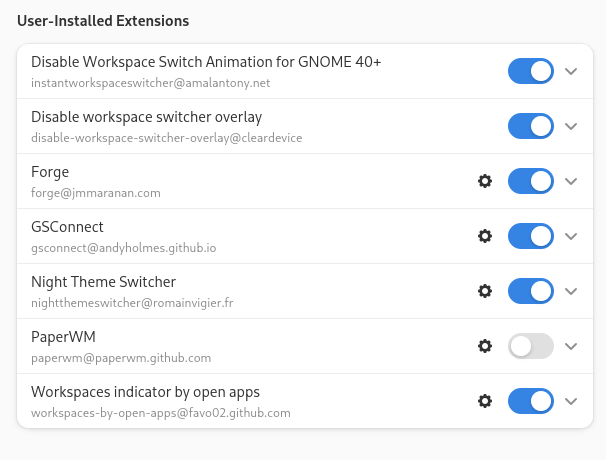 User-Installed Extensions
Disable Workspace Switch Animation for GNOME 40+
instantworkspaceswitcher@amalantony.net
Disable workspace switcher overlay
disable-workspace-switcher-overlay@cleardevice
Forge
forge@jmmaranan.com
GSConnect
gsconnect@andyholmes.github.io
Night Theme Switcher
nightthemeswitcher@romainvigier.fr
PaperWM
paperwm@paperwm.github.com
Workspaces indicator by open apps
workspaces-by-open-apps@favo02.github.com